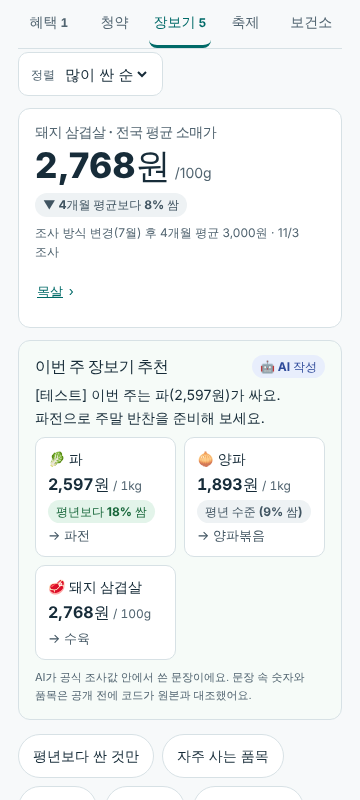 혜택 1 청약 장보기 5 축제 보건소
정렬 많이 싼 순
돼지 삼겹살 · 전국 평균 소매가
2,768원 /100g
▼ 4개월 평균보다 8% 쌈
조사 방식 변경(7월) 후 4개월 평균 3,000원 · 11/3
조사
목살 ›
이번 주 장보기 추천 🤖 AI 작성
[테스트] 이번 주는 파(2,597원)가 싸요.
파전으로 주말 반찬을 준비해 보세요.
🥬 파
2,597원 / 1kg
평년보다 18% 쌈
→ 파전
🧅 양파
1,893원 / 1kg
평년 수준 (9% 쌈)
→ 양파볶음
🥩 돼지 삼겹살
2,768원 / 100g
→ 수육
AI가 공식 조사값 안에서 쓴 문장이에요. 문장 속 숫자와
품목은 공개 전에 코드가 원본과 대조했어요.
평년보다 싼 것만 자주 사는 품목